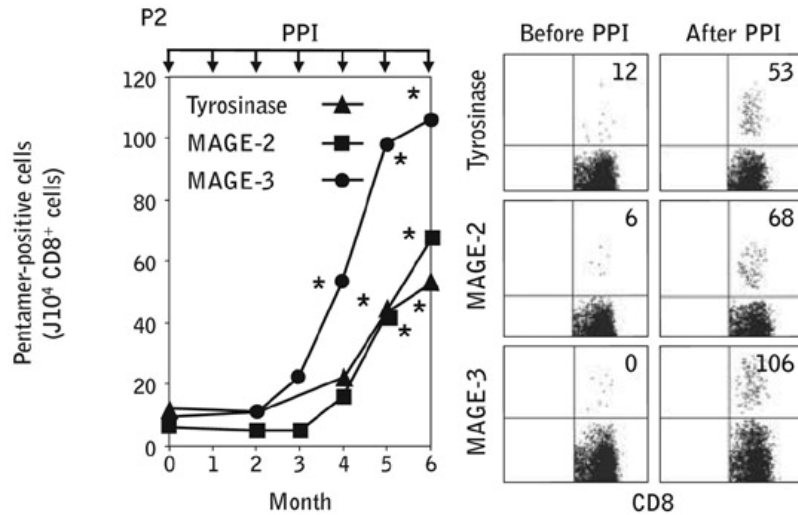 P2
PPI
120
100
80
60
40
20
0
Tyrosinase
MAGE-2
MAGE-3
*
*
*
*
*
*
*
0 1 2 3 4 5 6
Month
Pentamer-positive cells
(J10⁴ CD8⁺ cells)
Before PPI After PPI
Tyrosinase
12 53
MAGE-2
6 68
MAGE-3
0 106
CD8